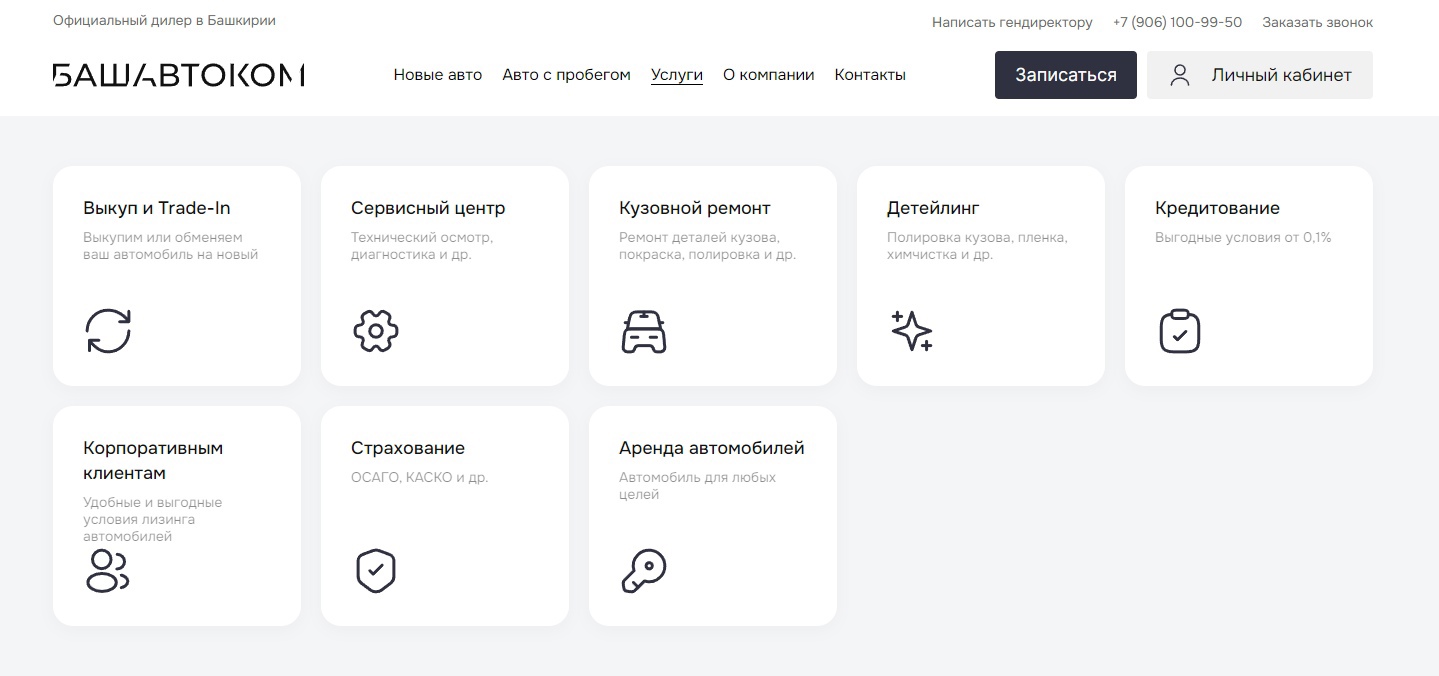 Официальный дилер в Башкирии
Написать гендиректору
+7 (906) 100-99-50
Заказать звонок
БАШАВТОКОМ
Новые авто
Авто с пробегом
Услуги
О компании
Контакты
Записаться
Личный кабинет
Выкуп и Trade-In
Выкупим или обменяем
ваш автомобиль на новый
Сервисный центр
Технический осмотр,
диагностика и др.
Кузовной ремонт
Ремонт деталей кузова,
покраска, полировка и др.
Детейлинг
Полировка кузова, пленка,
химчистка и др.
Кредитование
Выгодные условия от 0,1%
Корпоративным
клиентам
Удобные и выгодные
условия лизинга
автомобилей
Страхование
ОСАГО, КАСКО и др.
Аренда автомобилей
Автомобиль для любых
целей